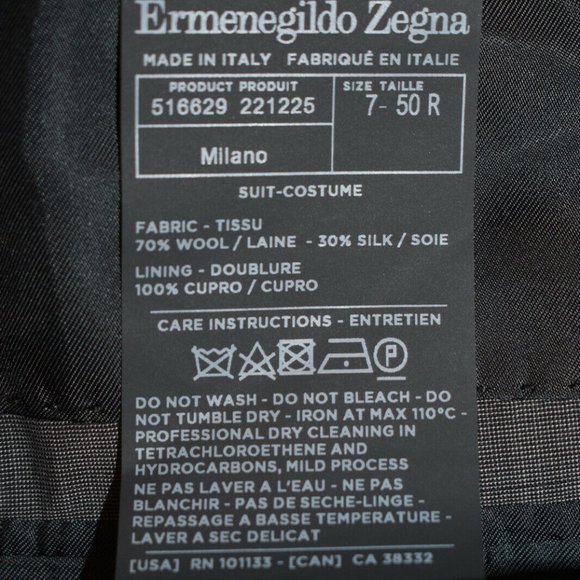 Ermenegildo Zegna
MADE IN ITALY FABRIQUÉ EN ITALIE
PRODUCT PRODUIT
516629 221225
SIZE TAILLE
7- 50 R
Milano
SUIT-COSTUME
FABRIC - TISSU
70% WOOL / LAINE - 30% SILK / SOIE
LINING - DOUBLURE
100% CUPRO / CUPRO
CARE INSTRUCTIONS - ENTRETIEN
P
DO NOT WASH - DO NOT BLEACH - DO
NOT TUMBLE DRY - IRON AT MAX 110°C -
PROFESSIONAL DRY CLEANING IN
TETRACHLOROETHENE AND
HYDROCARBONS, MILD PROCESS
NE PAS LAVER A L'EAU - NE PAS
BLANCHIR - PAS DE SECHE-LINGE -
REPASSAGE A BASSE TEMPERATURE -
LAVER A SEC DELICAT
[USA] RN 101133 - [CAN] CA 38332